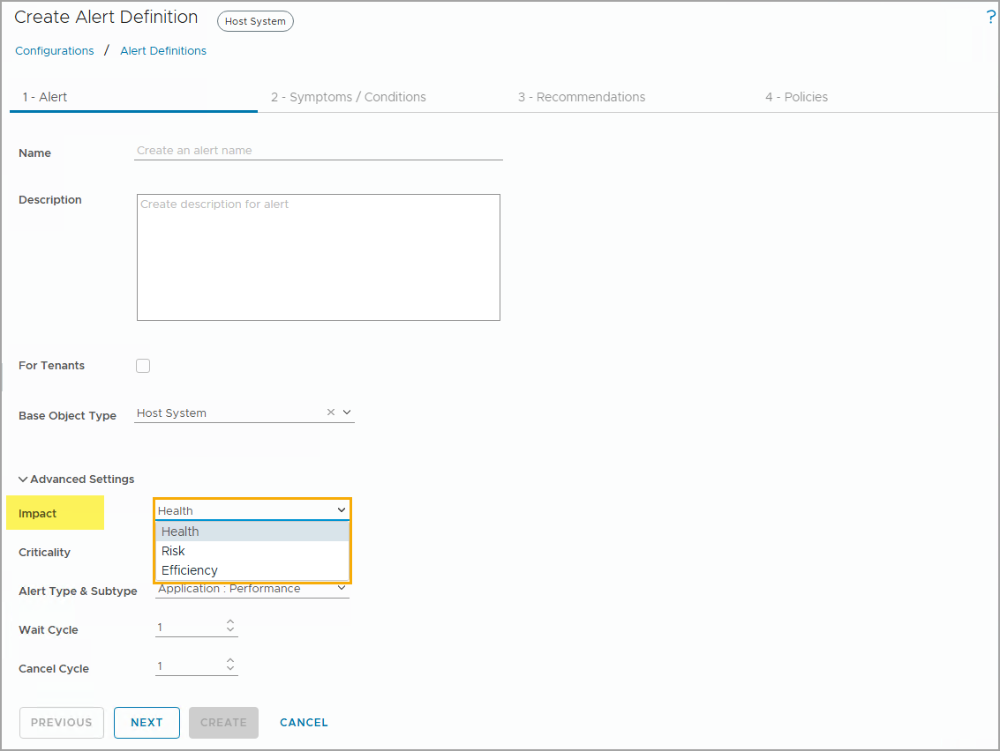 Create Alert Definition Host System ?
Configurations / Alert Definitions
1 - Alert 2 - Symptoms / Conditions 3 - Recommendations 4 - Policies
Name Create an alert name
Description Create description for alert
For Tenants
Base Object Type Host System
Advanced Settings
Impact Health
Health
Risk
Criticality
Efficiency
Alert Type & Subtype Application : Performance
Wait Cycle 1
Cancel Cycle 1
PREVIOUS NEXT CREATE CANCEL